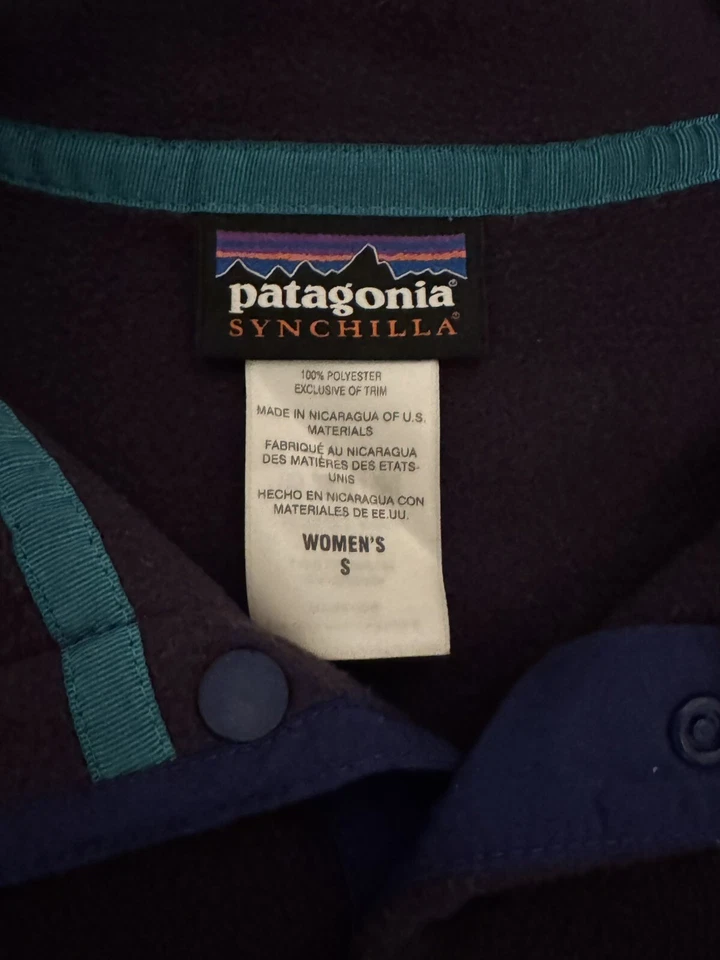 patagonia®
SYNCHILLA®
100% POLYESTER
EXCLUSIVE OF TRIM
MADE IN NICARAGUA OF U.S.
MATERIALS
FABRIQUÉ AU NICARAGUA
DES MATIÈRES DES ETATS-
UNIS
HECHO EN NICARAGUA CON
MATERIALES DE EE.UU.
WOMEN'S
S